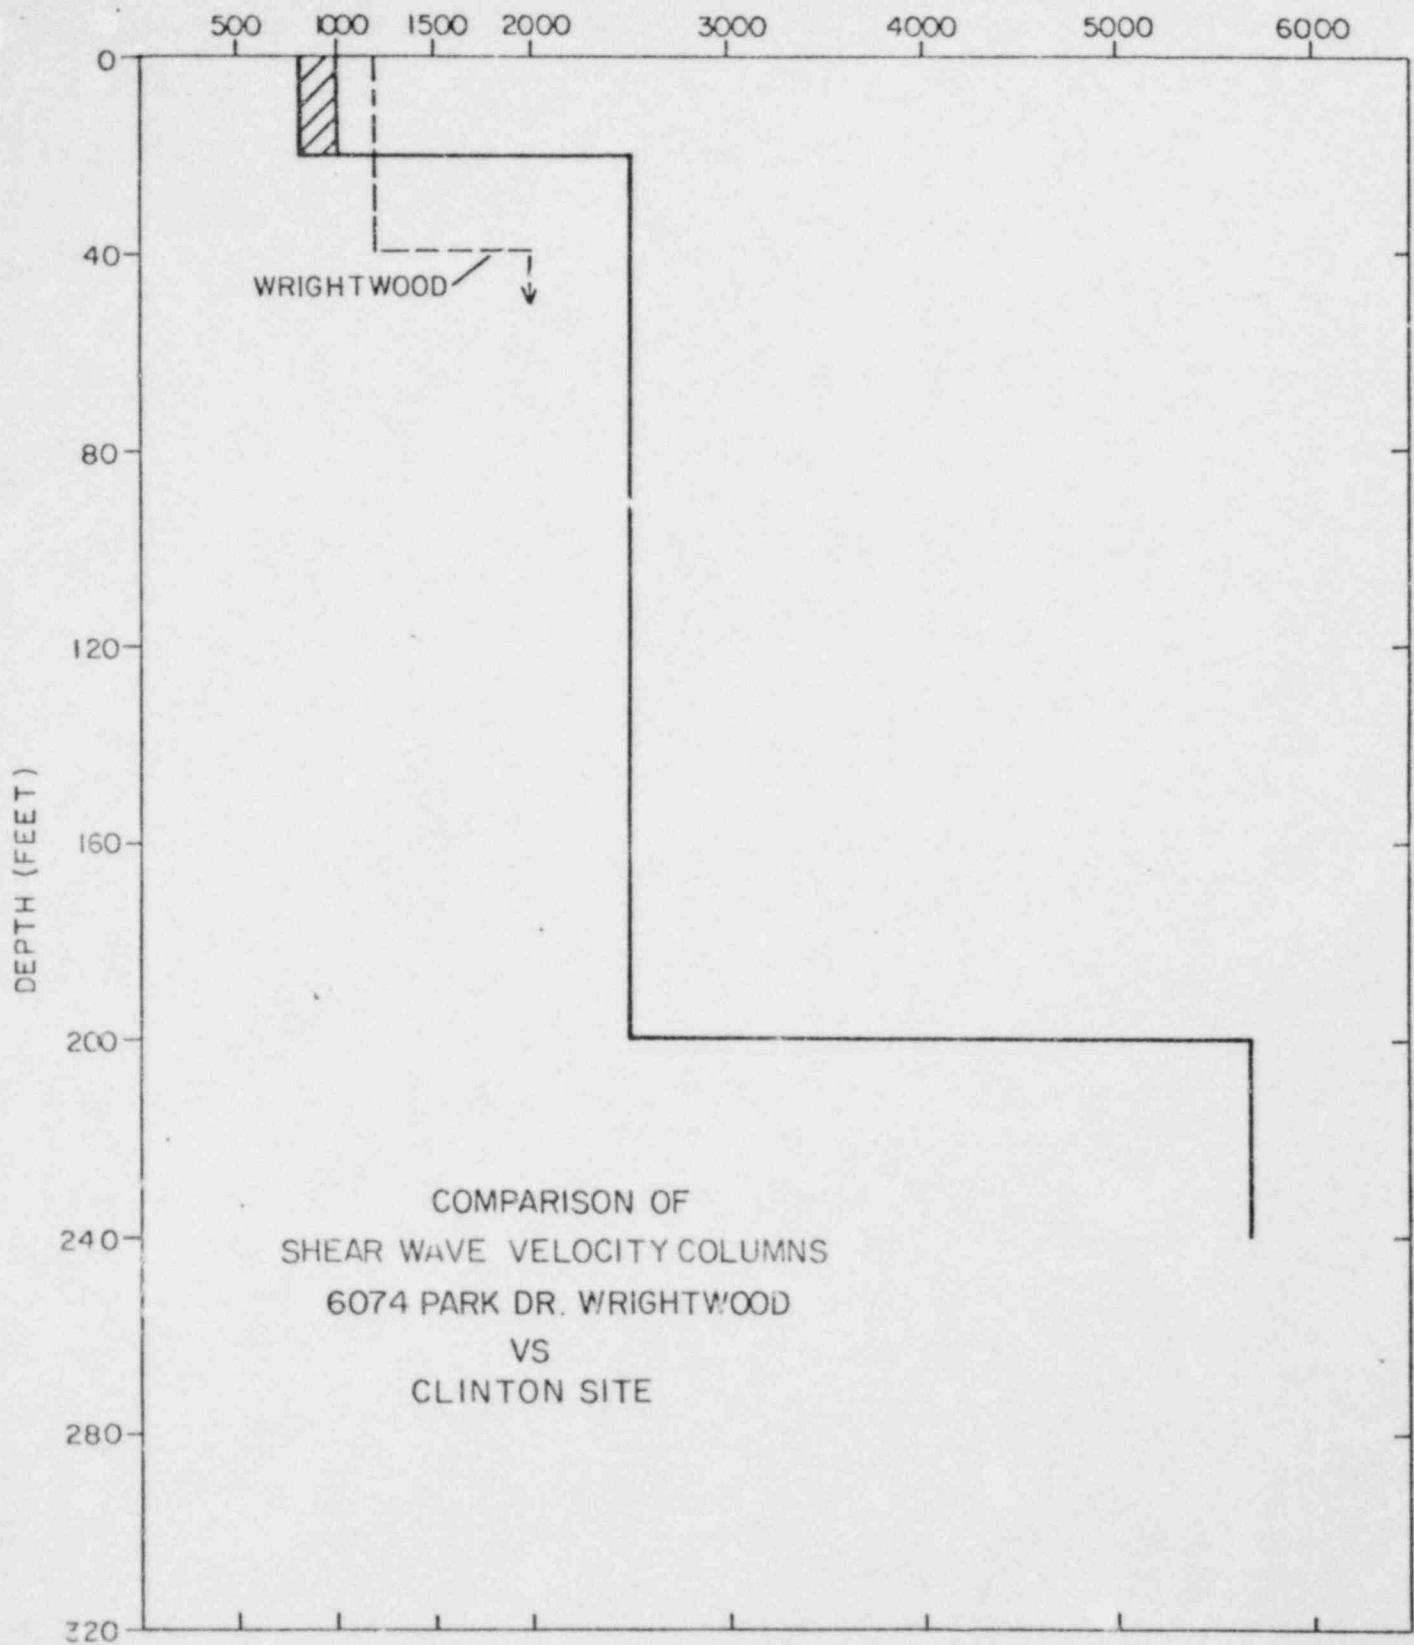 500 1000 1500 2000 3000 4000 5000 6000
0
40
WRIGHTWOOD
80
120
160
DEPTH (FEET)
200
240
280
320
COMPARISON OF
SHEAR WAVE VELOCITY COLUMNS
6074 PARK DR. WRIGHTWOOD
VS
CLINTON SITE